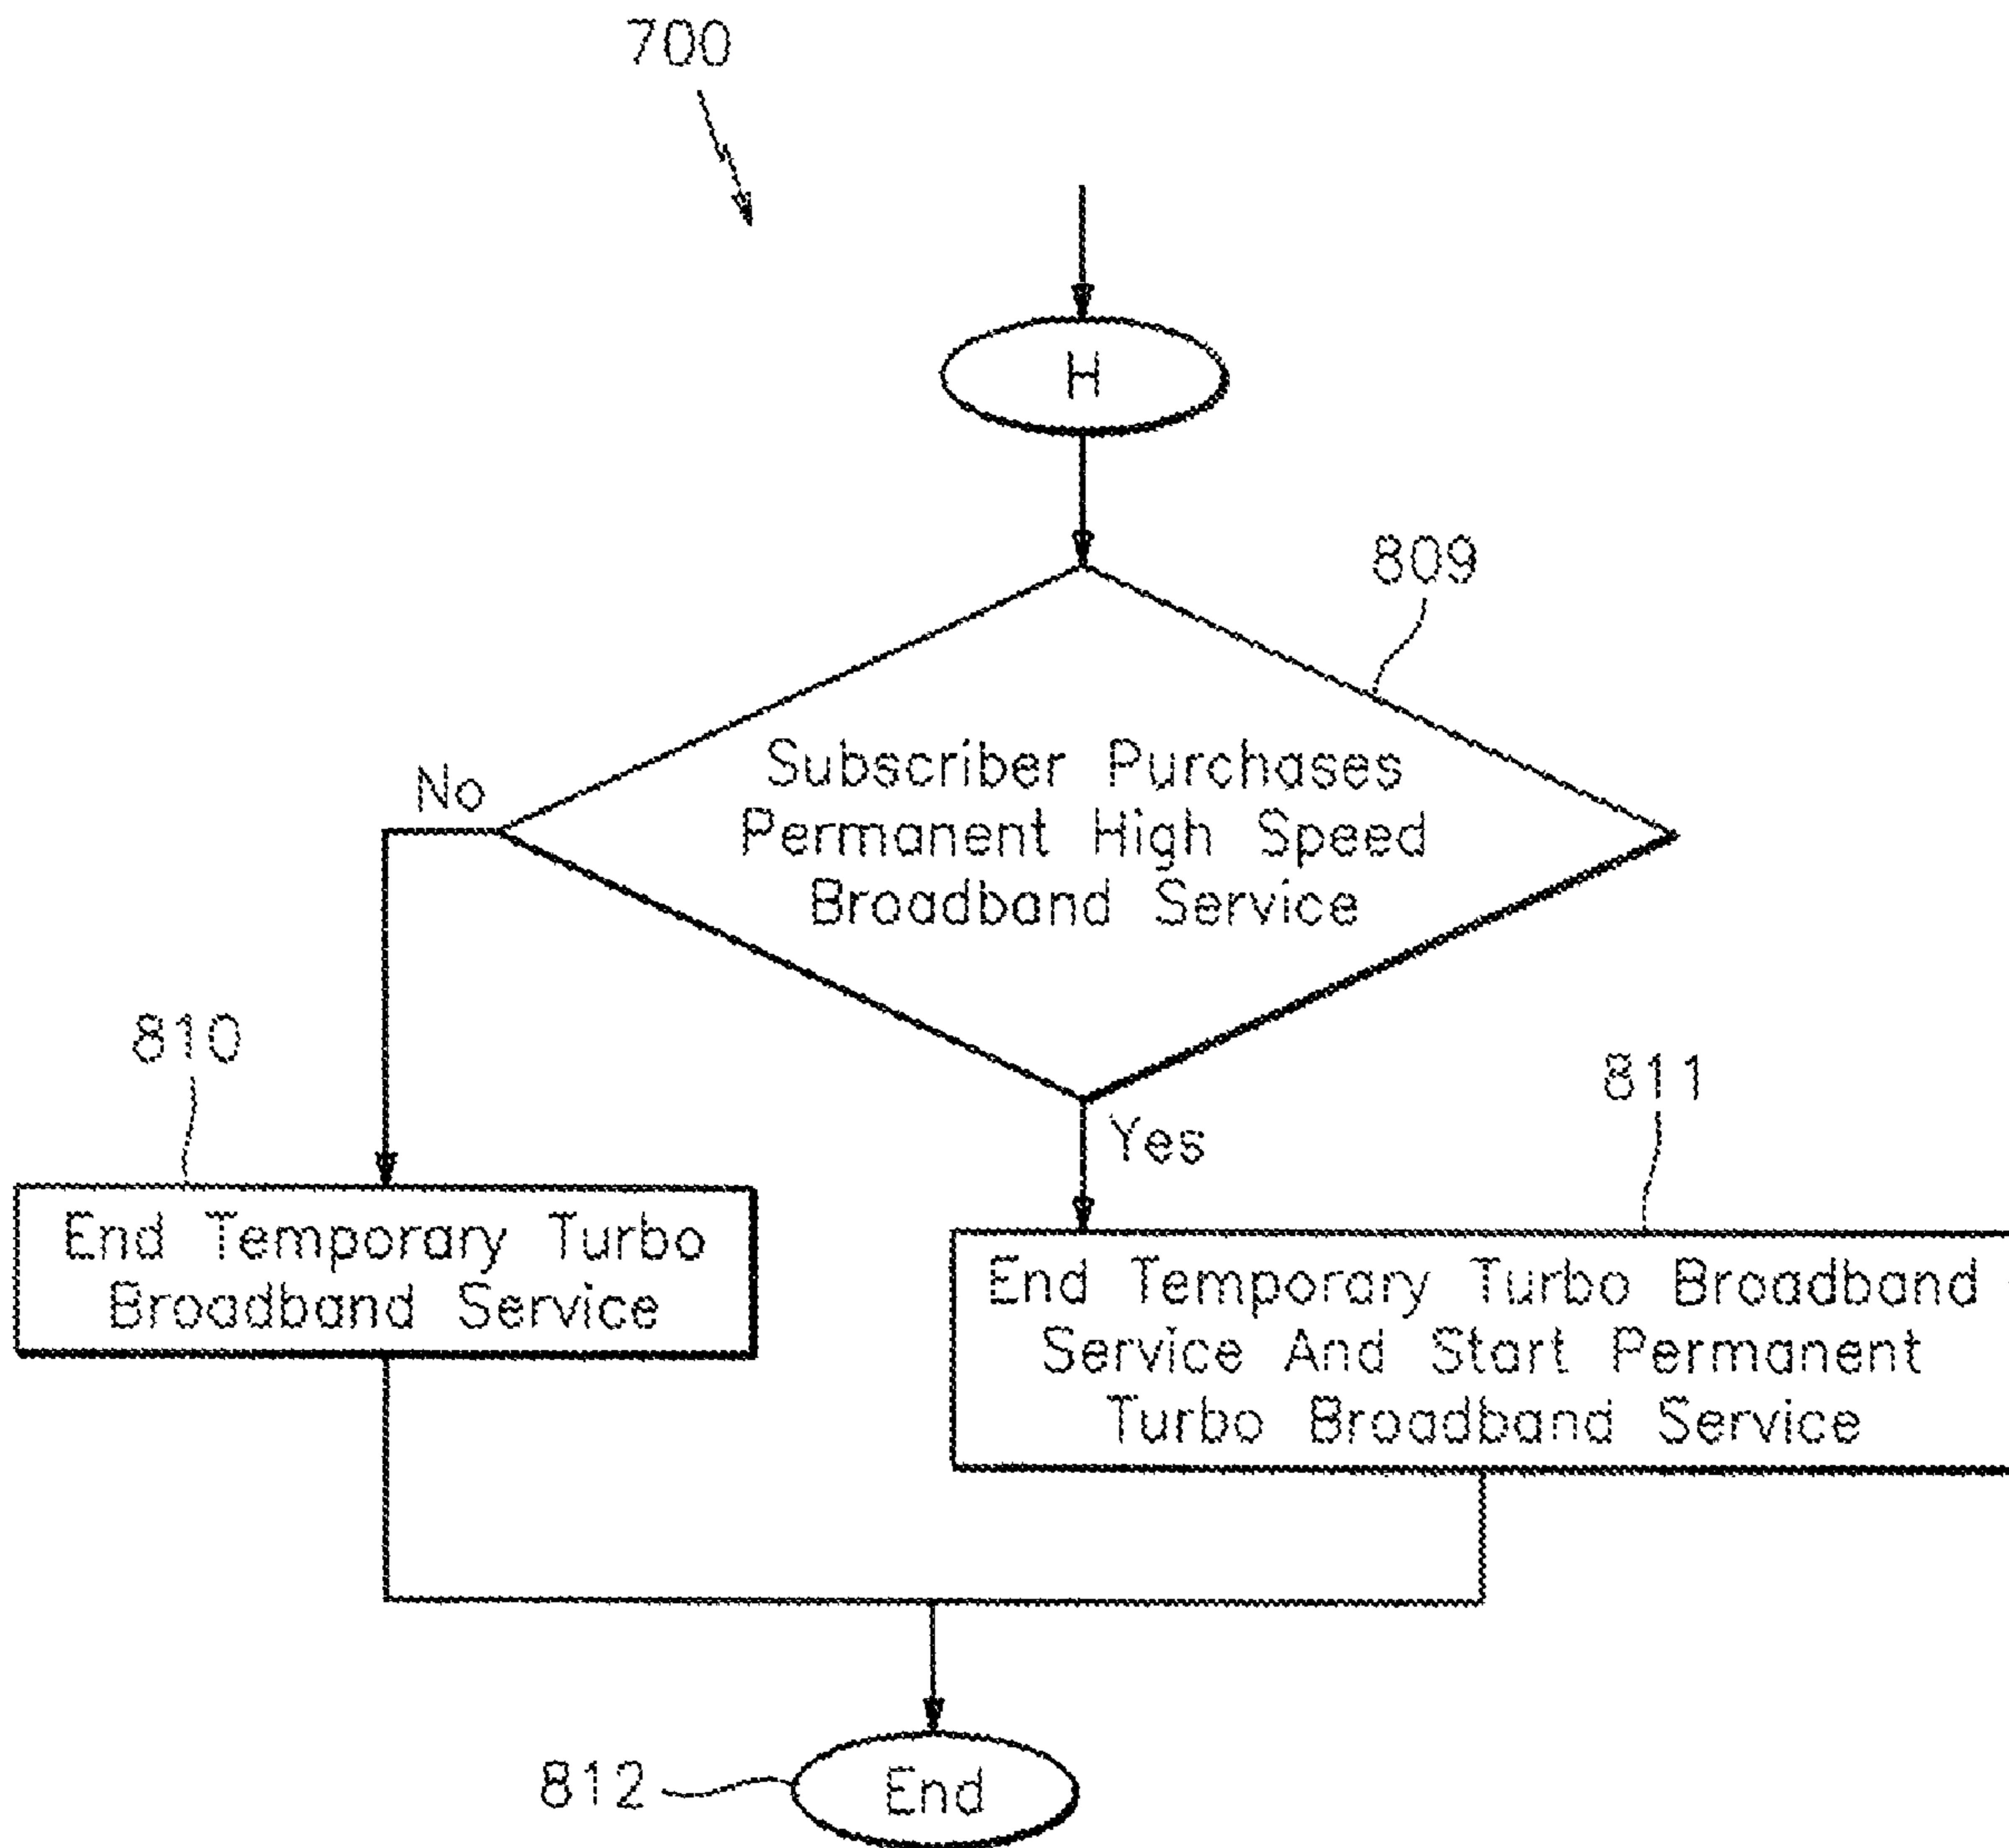 700
H
809
Subscriber Purchases
Permanent High Speed
Broadband Service
No
Yes
810
End Temporary Turbo
Broadband Service
811
End Temporary Turbo Broadband
Service And Start Permanent
Turbo Broadband Service
812
End